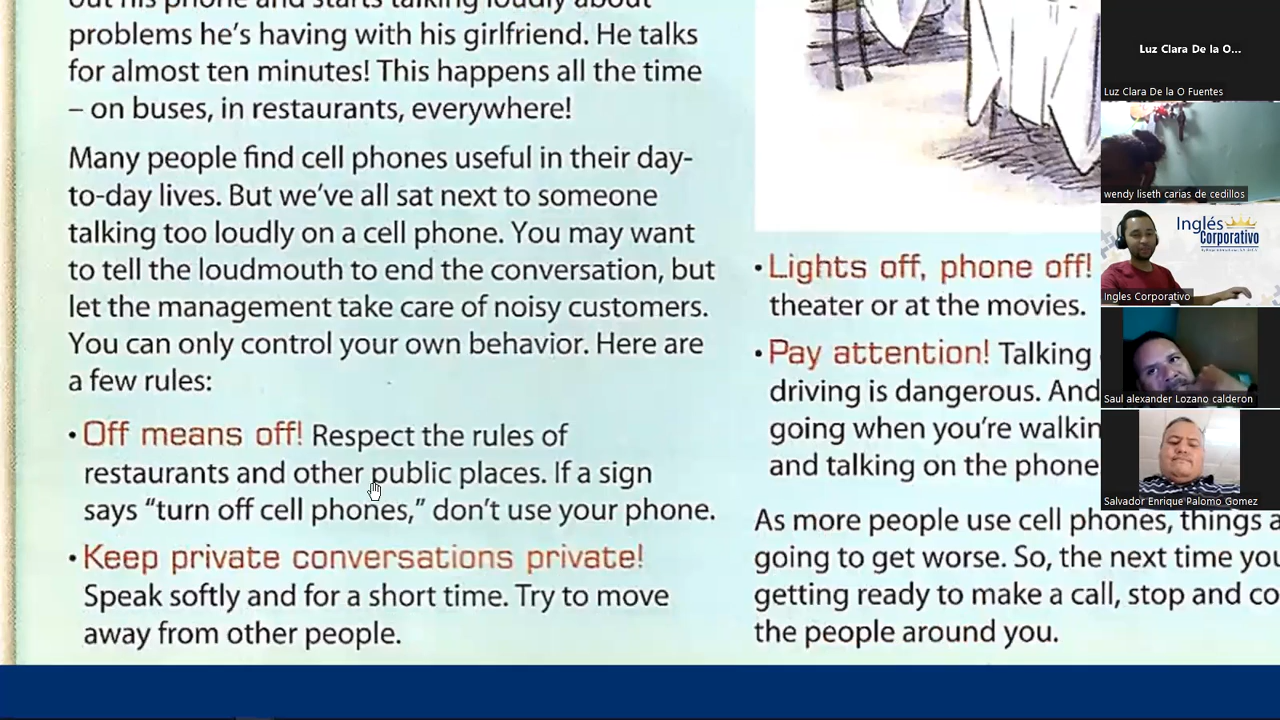 problems he's having with his girlfriend. He talks
for almost ten minutes! This happens all the time
– on buses, in restaurants, everywhere!
Many people find cell phones useful in their day-
to-day lives. But we've all sat next to someone
talking too loudly on a cell phone. You may want
to tell the loudmouth to end the conversation, but
let the management take care of noisy customers.
You can only control your own behavior. Here are
a few rules:
• Off means off! Respect the rules of
restaurants and other public places. If a sign
says “turn off cell phones,” don't use your phone.
• Keep private conversations private!
Speak softly and for a short time. Try to move
away from other people.
• Lights off, phone off!
theater or at the movies.
• Pay attention! Talking
driving is dangerous. And
going when you're walkin
and talking on the phone
As more people use cell phones, things a
going to get worse. So, the next time you
getting ready to make a call, stop and co
the people around you.
Luz Clara De la O...
Luz Clara De la O Fuentes
wendy liseth carias de cedillos
Inglés
Corporativo
Ingles Corporativo
Saul alexander Lozano calderon
Salvador Enrique Palomo Gomez